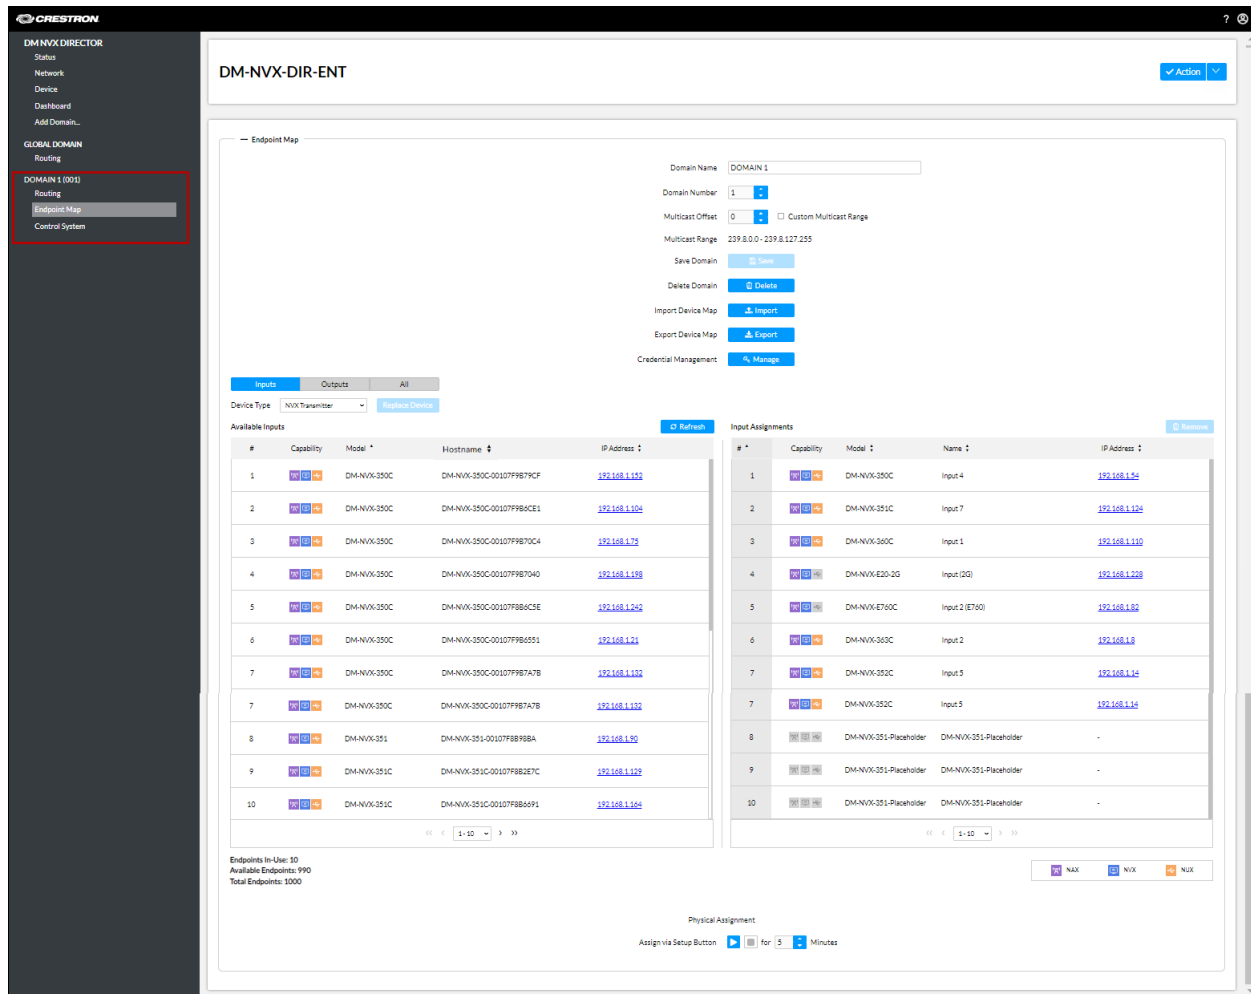 CRESTRON
?
DM NVX DIRECTOR
Status
Network
Device
Dashboard
Add Domain...
GLOBAL DOMAIN
Routing
DOMAIN 1 (001)
Routing
Endpoint Map
Control System
DM-NVX-DIR-ENT
Action
Endpoint Map
Domain Name DOMAIN 1
Domain Number 1
Multicast Offset 0 Custom Multicast Range
Multicast Range 239.8.0.0 - 239.8.127.255
Save Domain Save
Delete Domain Delete
Import Device Map Import
Export Device Map Export
Credential Management Manage
Inputs Outputs All
Device Type NVX Transmitter Replace Device
Available Inputs Refresh
# Capability Model Hostname IP Address
1 DM-NVX-350C DM-NVX-350C-00107F9B79CF 192.168.1.152
2 DM-NVX-350C DM-NVX-350C-00107F9B6CE1 192.168.1.104
3 DM-NVX-350C DM-NVX-350C-00107F9B70C4 192.168.1.75
4 DM-NVX-350C DM-NVX-350C-00107F9B7040 192.168.1.198
5 DM-NVX-350C DM-NVX-350C-00107F8B6C5E 192.168.1.242
6 DM-NVX-350C DM-NVX-350C-00107F9B6551 192.168.1.21
7 DM-NVX-350C DM-NVX-350C-00107F9B7A7B 192.168.1.132
7 DM-NVX-350C DM-NVX-350C-00107F9B7A7B 192.168.1.132
8 DM-NVX-351 DM-NVX-351-00107F8B98BA 192.168.1.90
9 DM-NVX-351C DM-NVX-351C-00107F8B2E7C 192.168.1.129
10 DM-NVX-351C DM-NVX-351C-00107F8B6691 192.168.1.164
1 - 10
Input Assignments Remove
# Capability Model Name IP Address
1 DM-NVX-350C Input 4 192.168.1.54
2 DM-NVX-351C Input 7 192.168.1.124
3 DM-NVX-360C Input 1 192.168.1.110
4 DM-NVX-E20-2G Input (2G) 192.168.1.228
5 DM-NVX-E760C Input 2 (E760) 192.168.1.82
6 DM-NVX-363C Input 2 192.168.1.8
7 DM-NVX-352C Input 5 192.168.1.14
7 DM-NVX-352C Input 5 192.168.1.14
8 DM-NVX-351-Placeholder DM-NVX-351-Placeholder -
9 DM-NVX-351-Placeholder DM-NVX-351-Placeholder -
10 DM-NVX-351-Placeholder DM-NVX-351-Placeholder -
1 - 10
Endpoints In-Use: 10
Available Endpoints: 990
Total Endpoints: 1000
NAX NVX NUX
Physical Assignment
Assign via Setup Button for 5 Minutes